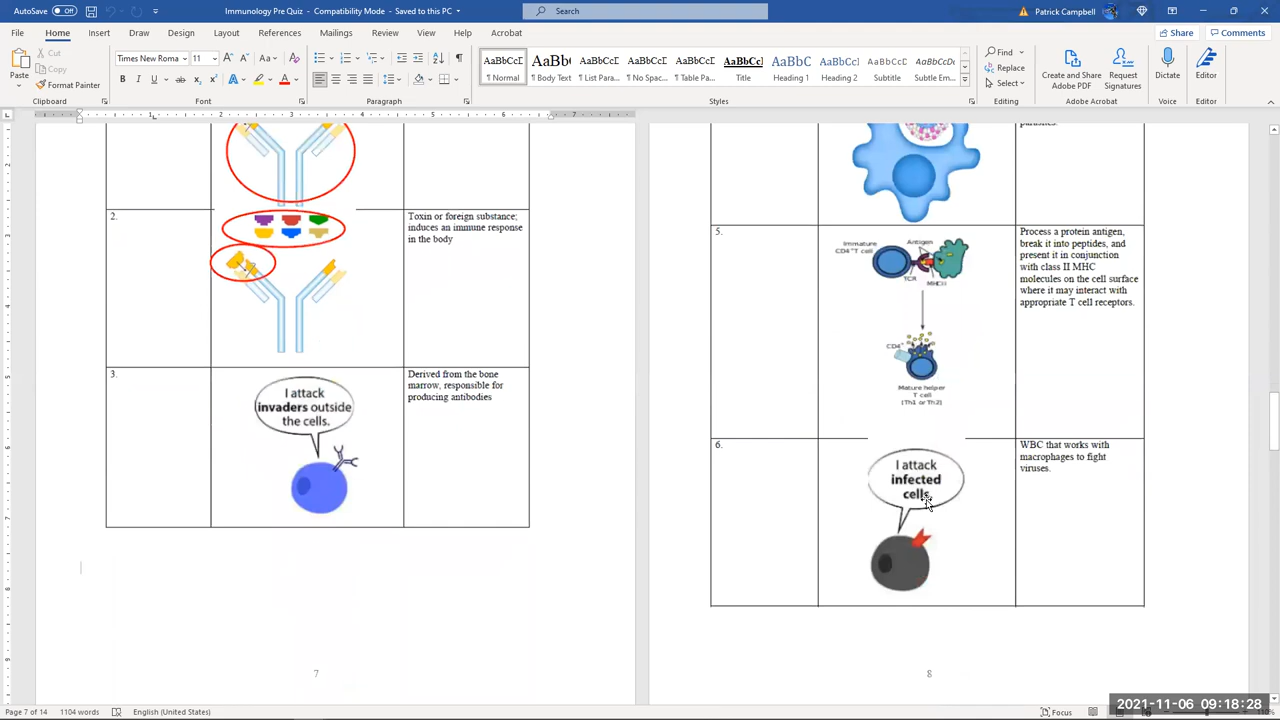 AutoSave Off
Immunology Pre Quiz - Compatibility Mode - Saved to this PC
Search
Patrick Campbell
File Home Insert Draw Design Layout References Mailings Review View Help Acrobat
Share Comments
Paste
Cut
Copy
Format Painter
Clipboard
Times New Roma 11
Font
Paragraph
AaBbCcI AaBbC AaBbCcI AaBbCcI AaBbCc AaBbCc AaBbC AaBbCc AaBbCcI AaBbCcI
¶ Normal ¶ Body Text ¶ List Para... ¶ No Spac... ¶ Table Pa... Title Heading 1 Heading 2 Subtitle Subtle Em...
Styles
Find
Replace
Select
Editing
Create and Share Adobe PDF
Request Signatures
Adobe Acrobat
Dictate
Voice
Editor
Editor
2.
Toxin or foreign substance;
induces an immune response
in the body
3.
I attack
invaders outside
the cells.
Derived from the bone
marrow, responsible for
producing antibodies
7
parasites.
5.
Immature
CD4+T cell
Antigen
TCR
MHCII
CD4+
Mature helper
T cell
(Th1 or Th2)
Process a protein antigen,
break it into peptides, and
present it in conjunction
with class II MHC
molecules on the cell surface
where it may interact with
appropriate T cell receptors.
6.
I attack
infected
cells.
WBC that works with
macrophages to fight
viruses.
8
Page 7 of 14 1104 words English (United States)
Focus
2021-11-06 09:18:28